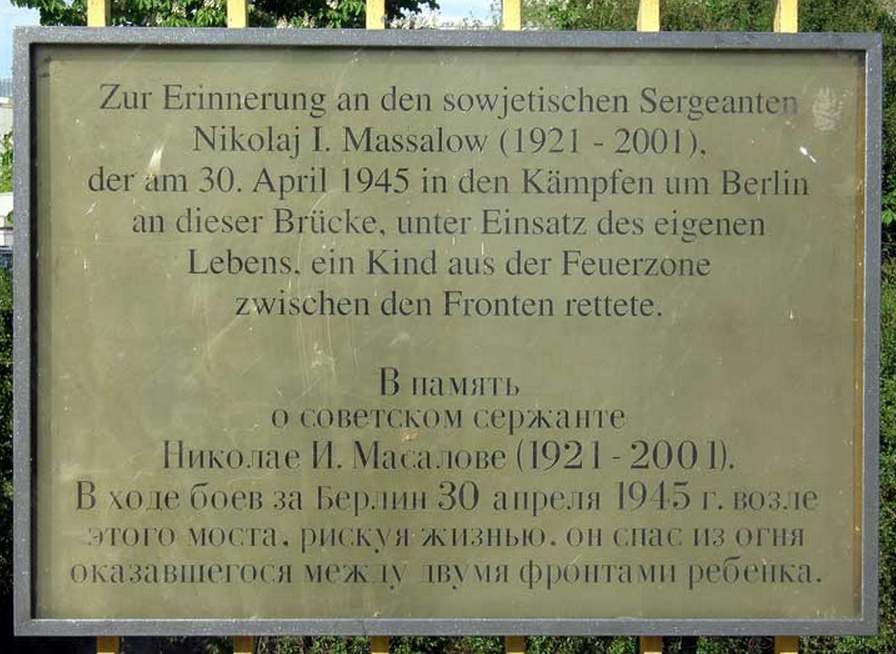 Zur Erinnerung an den sowjetischen Sergeanten
Nikolaj I. Massalow (1921 - 2001),
der am 30. April 1945 in den Kämpfen um Berlin
an dieser Brücke, unter Einsatz des eigenen
Lebens, ein Kind aus der Feuerzone
zwischen den Fronten rettete.
В память
о советском сержанте
Николае И. Масалове (1921 - 2001).
В ходе боев за Берлин 30 апреля 1945 г. возле
этого моста, рискуя жизнью, он спас из огня
оказавшегося между двумя фронтами ребенка.